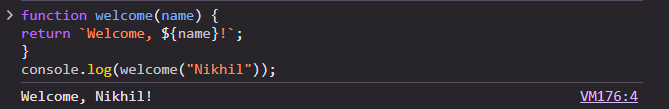 function welcome(name) {
return `Welcome, ${name}!`;
}
console.log(welcome("Nikhil"));
Welcome, Nikhil! VM176:4